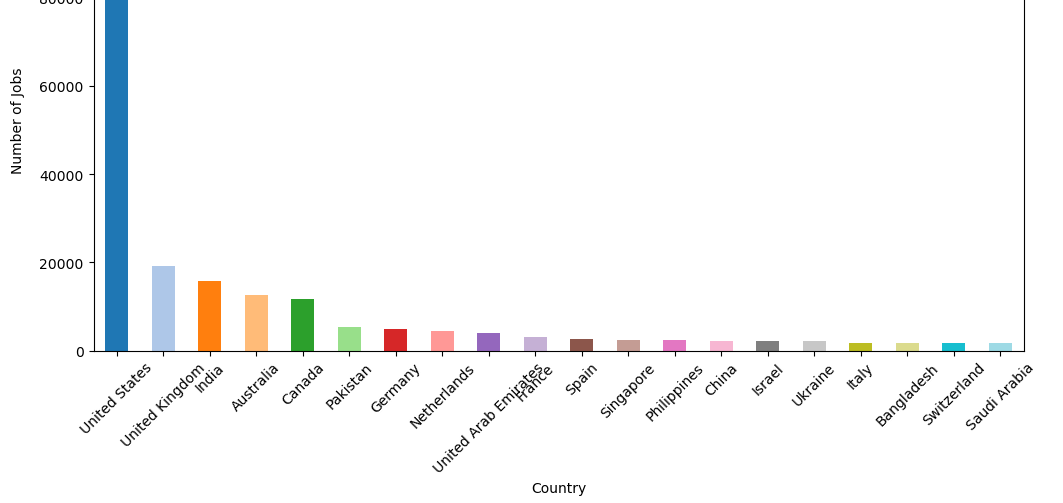 80000
60000
40000
20000
0
Number of Jobs
United States
United Kingdom
India
Australia
Canada
Pakistan
Germany
Netherlands
United Arab Emirates
France
Spain
Singapore
Philippines
China
Israel
Ukraine
Italy
Bangladesh
Switzerland
Saudi Arabia
Country